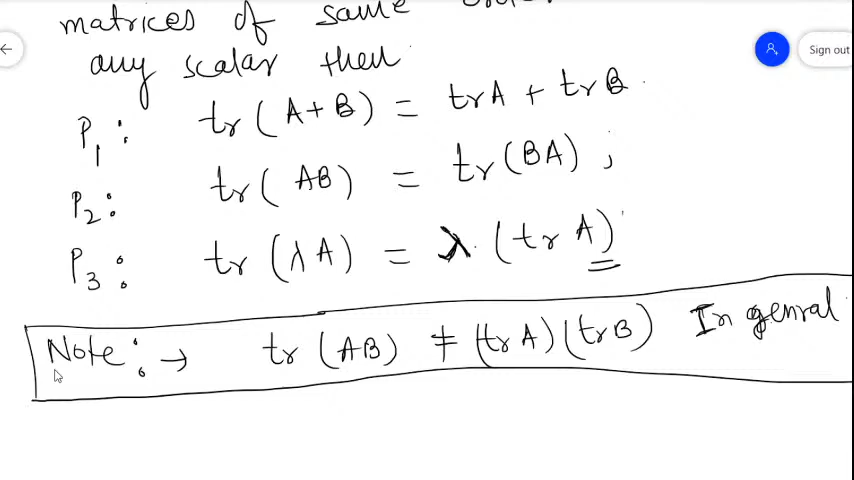 matrices of same
Sign out
any scalar then
P1: tr(A+B) = trA + trB
P2: tr(AB) = tr(BA) ;
P3: tr(λA) = λ.(trA)
Note: → tr(AB) ≠ (trA)(trB) In genral